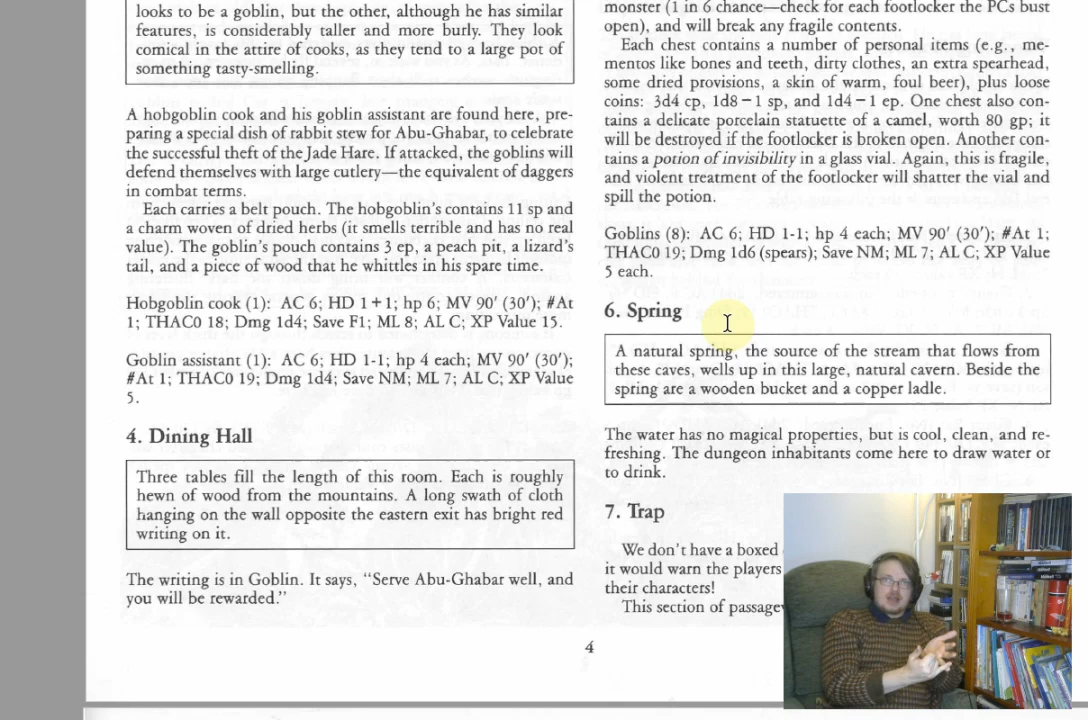 looks to be a goblin, but the other, although he has similar
features, is considerably taller and more burly. They look
comical in the attire of cooks, as they tend to a large pot of
something tasty-smelling.
A hobgoblin cook and his goblin assistant are found here, pre-
paring a special dish of rabbit stew for Abu-Ghabar, to celebrate
the successful theft of the Jade Hare. If attacked, the goblins will
defend themselves with large cutlery—the equivalent of daggers
in combat terms.
Each carries a belt pouch. The hobgoblin's contains 11 sp and
a charm woven of dried herbs (it smells terrible and has no real
value). The goblin's pouch contains 3 ep, a peach pit, a lizard's
tail, and a piece of wood that he whittles in his spare time.
Hobgoblin cook (1): AC 6; HD 1+1; hp 6; MV 90' (30'); #At
1; THAC0 18; Dmg 1d4; Save F1; ML 8; AL C; XP Value 15.
Goblin assistant (1): AC 6; HD 1-1; hp 4 each; MV 90' (30');
#At 1; THAC0 19; Dmg 1d4; Save NM; ML 7; AL C; XP Value
5.
4. Dining Hall
Three tables fill the length of this room. Each is roughly
hewn of wood from the mountains. A long swath of cloth
hanging on the wall opposite the eastern exit has bright red
writing on it.
The writing is in Goblin. It says, “Serve Abu-Ghabar well, and
you will be rewarded.”
monster (1 in 6 chance—check for each footlocker the PCs bust
open), and will break any fragile contents.
Each chest contains a number of personal items (e.g., me-
mentos like bones and teeth, dirty clothes, an extra spearhead,
some dried provisions, a skin of warm, foul beer), plus loose
coins: 3d4 cp, 1d8−1 sp, and 1d4−1 ep. One chest also con-
tains a delicate porcelain statuette of a camel, worth 80 gp; it
will be destroyed if the footlocker is broken open. Another con-
tains a potion of invisibility in a glass vial. Again, this is fragile,
and violent treatment of the footlocker will shatter the vial and
spill the potion.
Goblins (8): AC 6; HD 1-1; hp 4 each; MV 90' (30'); #At 1;
THAC0 19; Dmg 1d6 (spears); Save NM; ML 7; AL C; XP Value
5 each.
6. Spring
A natural spring, the source of the stream that flows from
these caves, wells up in this large, natural cavern. Beside the
spring are a wooden bucket and a copper ladle.
The water has no magical properties, but is cool, clean, and re-
freshing. The dungeon inhabitants come here to draw water or
to drink.
7. Trap
We don't have a boxed
it would warn the players
their characters!
This section of
4